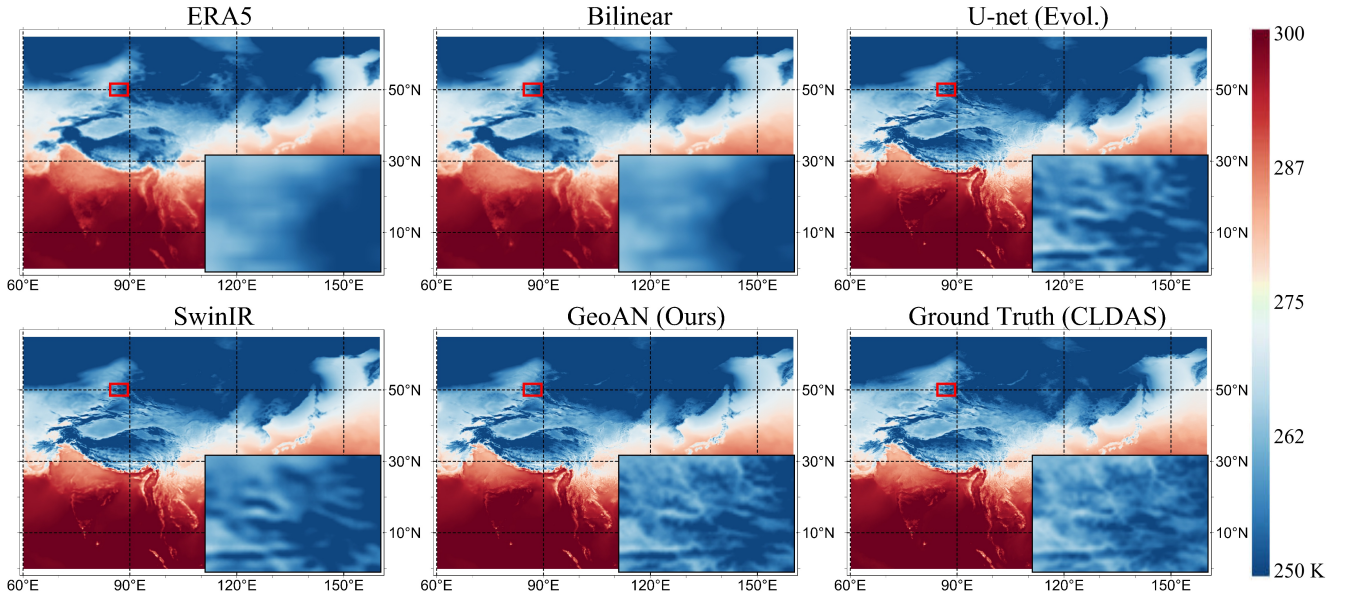 ERA5
Bilinear
U-net (Evol.)
50°N
30°N
10°N
60°E 90°E 120°E 150°E
50°N
30°N
10°N
60°E 90°E 120°E 150°E
50°N
30°N
10°N
60°E 90°E 120°E 150°E
SwinIR
GeoAN (Ours)
Ground Truth (CLDAS)
50°N
30°N
10°N
60°E 90°E 120°E 150°E
50°N
30°N
10°N
60°E 90°E 120°E 150°E
50°N
30°N
10°N
60°E 90°E 120°E 150°E
300
287
275
262
250 K